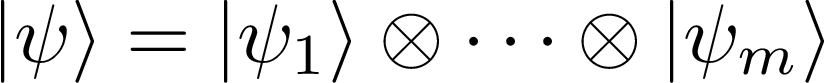 |ψ⟩ = |ψ₁⟩ ⊗ ··· ⊗ |ψₘ⟩